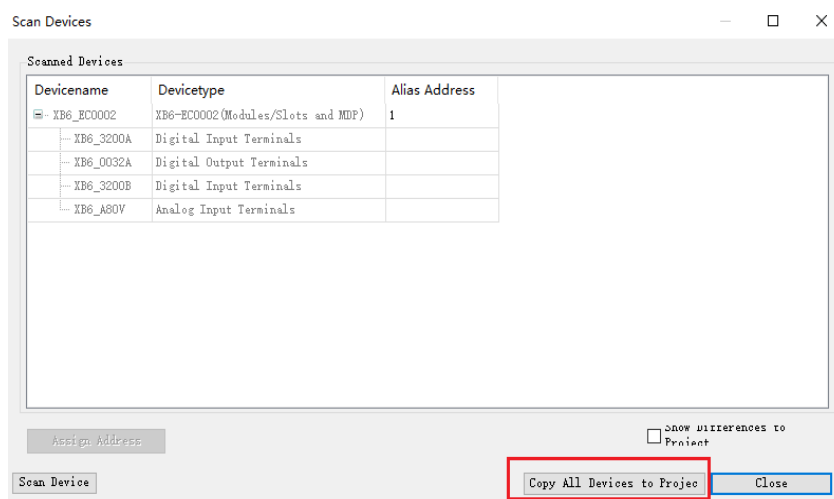 Scan Devices
Scanned Devices
Devicename Devicetype Alias Address
XB6_EC0002 XB6-EC0002(Modules/Slots and MDP) 1
XB6_3200A Digital Input Terminals
XB6_0032A Digital Output Terminals
XB6_3200B Digital Input Terminals
XB6_A80V Analog Input Terminals
Assign Address
Show Differences to
Project
Scan Device
Copy All Devices to Projec
Close